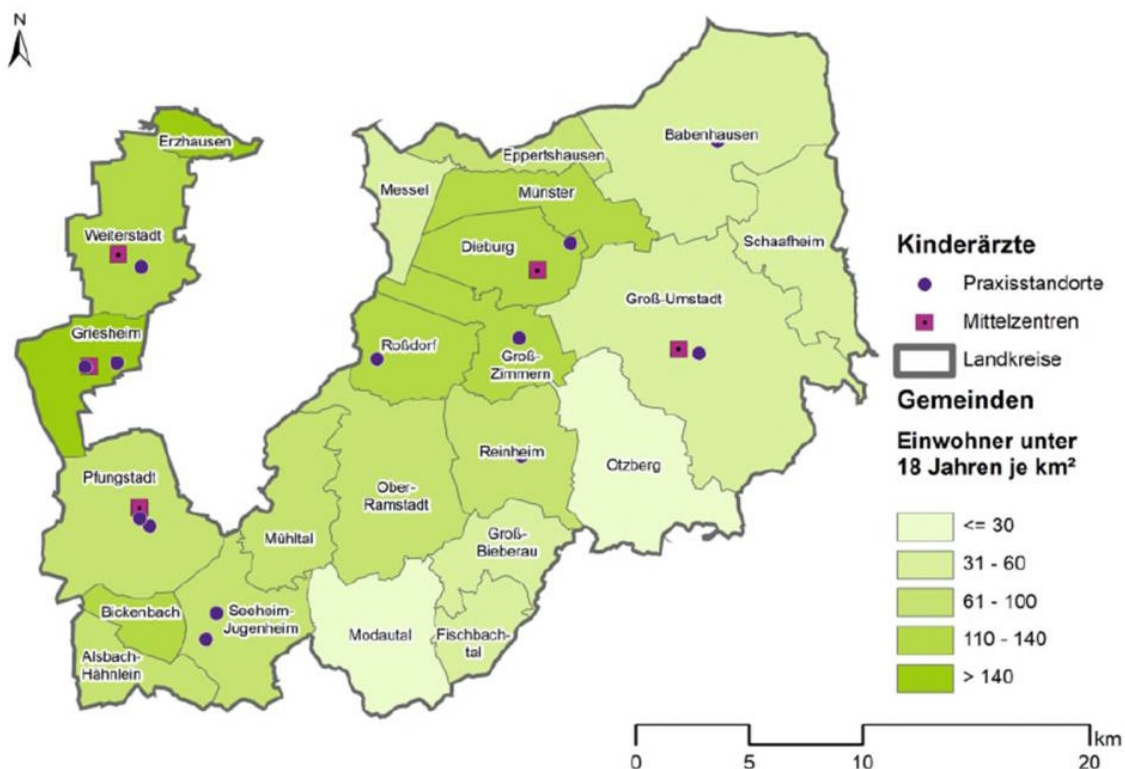 N
Erzhausen
Babenhausen
Eppertshausen
Messel
Münster
Weiterstadt
Dieburg
Schaafheim
Groß-Umstadt
Griesheim
Roßdorf
Groß-
Zimmern
Reinheim
Otzberg
Pfungstadt
Ober-
Ramstadt
Mühltal
Groß-
Bieberau
Bickenbach
Seeheim-
Jugenheim
Modautal
Fischbach-
tal
Alsbach-
Hähnlein
Kinderärzte
Praxisstandorte
Mittelzentren
Landkreise
Gemeinden
Einwohner unter
18 Jahren je km²
<= 30
31 - 60
61 - 100
110 - 140
> 140
km
0 5 10 20